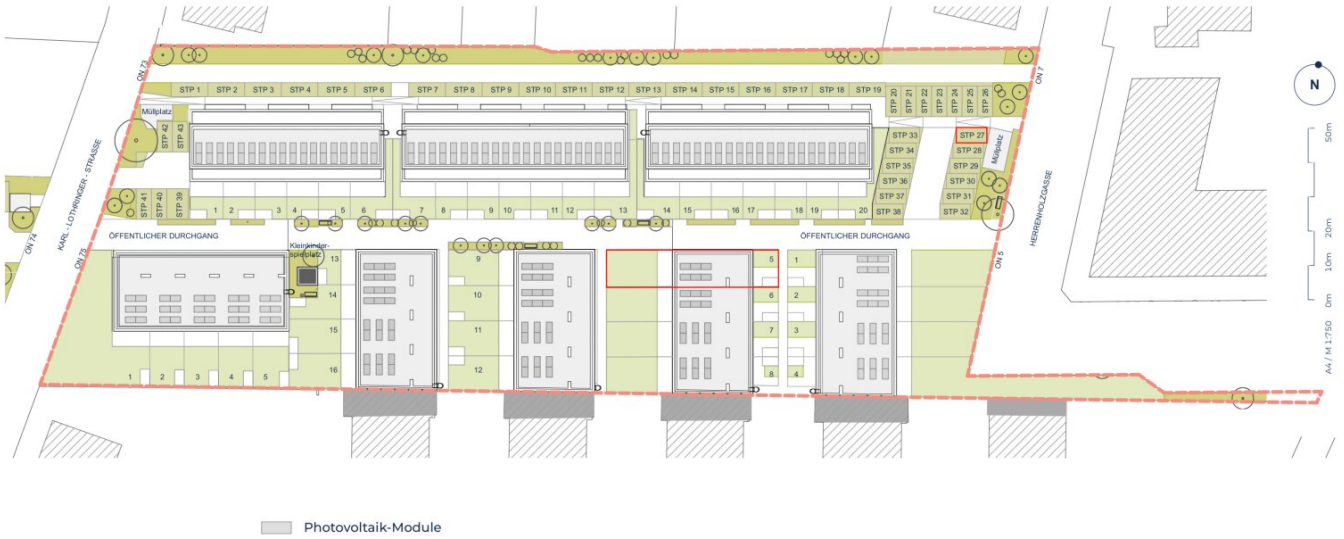 ON 73
ON 7
N
STP 1
STP 2
STP 3
STP 4
STP 5
STP 6
STP 7
STP 8
STP 9
STP 10
STP 11
STP 12
STP 13
STP 14
STP 15
STP 16
STP 17
STP 18
STP 19
STP 20
STP 21
STP 22
STP 23
STP 24
STP 25
STP 26
Müllplatz
STP 42
STP 43
STP 33
STP 27
STP 34
STP 28
STP 35
STP 29
STP 36
STP 30
STP 37
STP 31
STP 38
STP 32
Müllplatz
KARL - LOTHRINGER - STRASSE
HERRENHOLZGASSE
STP 41
STP 40
STP 39
1
2
3
4
5
6
7
8
9
10
11
12
13
14
15
16
17
18
19
20
ON 74
ON 75
ON 5
ÖFFENTLICHER DURCHGANG
ÖFFENTLICHER DURCHGANG
Kleinkinder-
spielplatz
13
14
15
16
9
10
11
12
5
6
7
8
1
2
3
4
1
2
3
4
5
50m
20m
10m
0m
A4 / M 1:750
Photovoltaik-Module